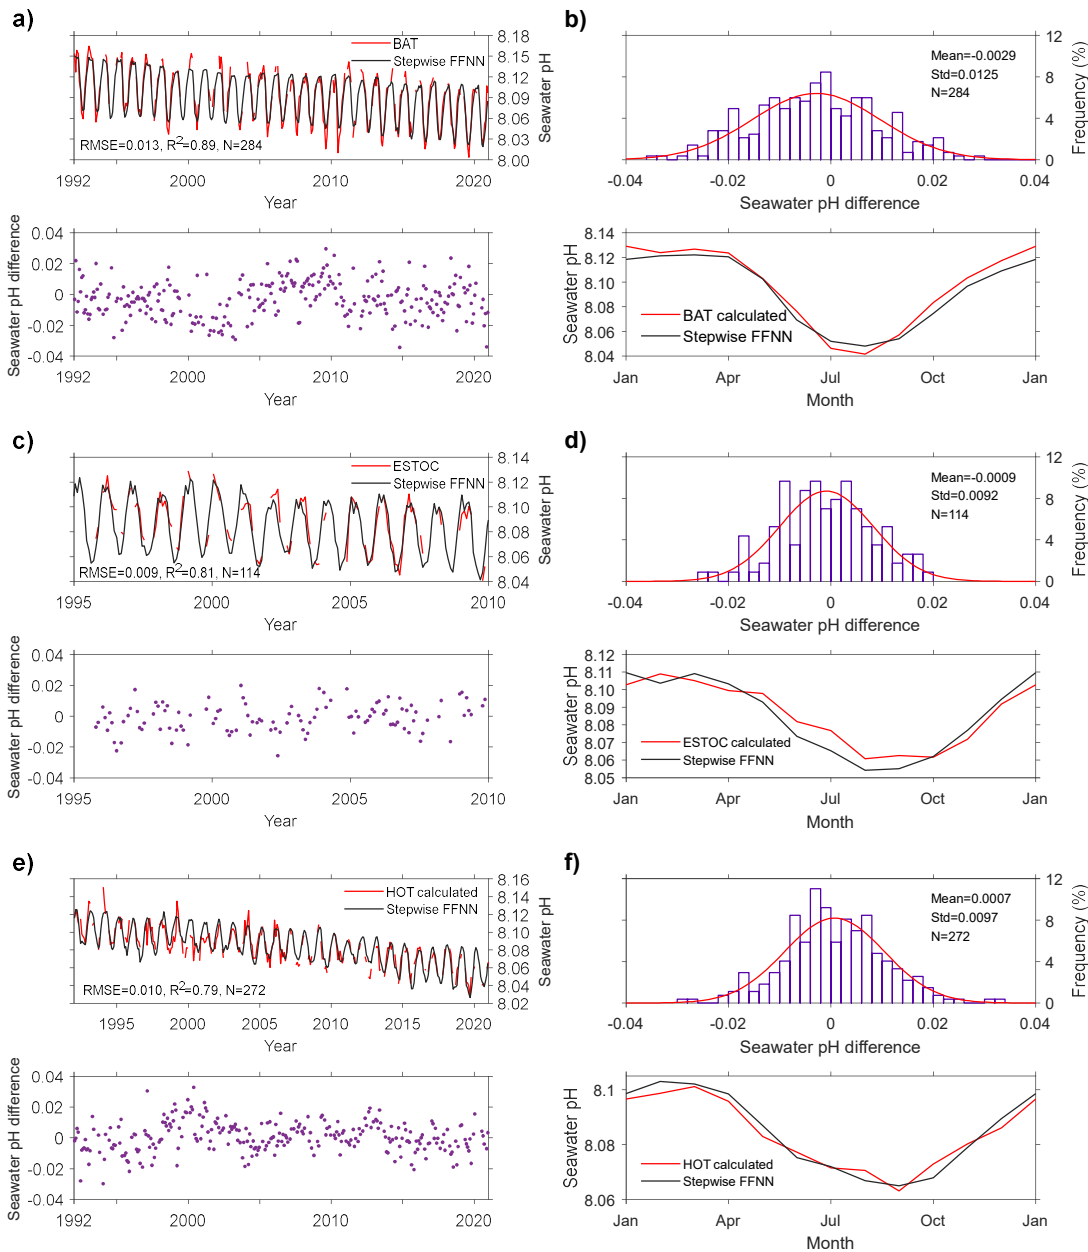 a)
8.18
8.15
8.12
8.09
8.06
8.03
8.00
Seawater pH
BAT
Stepwise FFNN
RMSE=0.013, R2=0.89, N=284
1992
2000
2010
2020
Year
0.04
0.02
0
-0.02
-0.04
Seawater pH difference
1992
2000
2010
2020
Year
b)
12
8
4
0
Frequency (%)
Mean=-0.0029
Std=0.0125
N=284
-0.04
-0.02
0
0.02
0.04
Seawater pH difference
8.14
8.12
8.10
8.08
8.06
8.04
Seawater pH
BAT calculated
Stepwise FFNN
Jan
Apr
Jul
Oct
Jan
Month
c)
8.14
8.12
8.10
8.08
8.06
8.04
Seawater pH
ESTOC
Stepwise FFNN
RMSE=0.009, R2=0.81, N=114
1995
2000
2005
2010
Year
0.04
0.02
0
-0.02
-0.04
Seawater pH difference
1995
2000
2005
2010
Year
d)
12
8
4
0
Frequency (%)
Mean=-0.0009
Std=0.0092
N=114
-0.04
-0.02
0
0.02
0.04
Seawater pH difference
8.12
8.11
8.10
8.09
8.08
8.07
8.06
8.05
Seawater pH
ESTOC calculated
Stepwise FFNN
Jan
Apr
Jul
Oct
Jan
Month
e)
8.16
8.14
8.12
8.10
8.08
8.06
8.04
8.02
Seawater pH
HOT calculated
Stepwise FFNN
RMSE=0.010, R2=0.79, N=272
1995
2000
2005
2010
2015
2020
Year
0.04
0.02
0
-0.02
-0.04
Seawater pH difference
1992
2000
2010
2020
Year
f)
12
8
4
0
Frequency (%)
Mean=0.0007
Std=0.0097
N=272
-0.04
-0.02
0
0.02
0.04
Seawater pH difference
8.1
8.08
8.06
Seawater pH
HOT calculated
Stepwise FFNN
Jan
Apr
Jul
Oct
Jan
Month